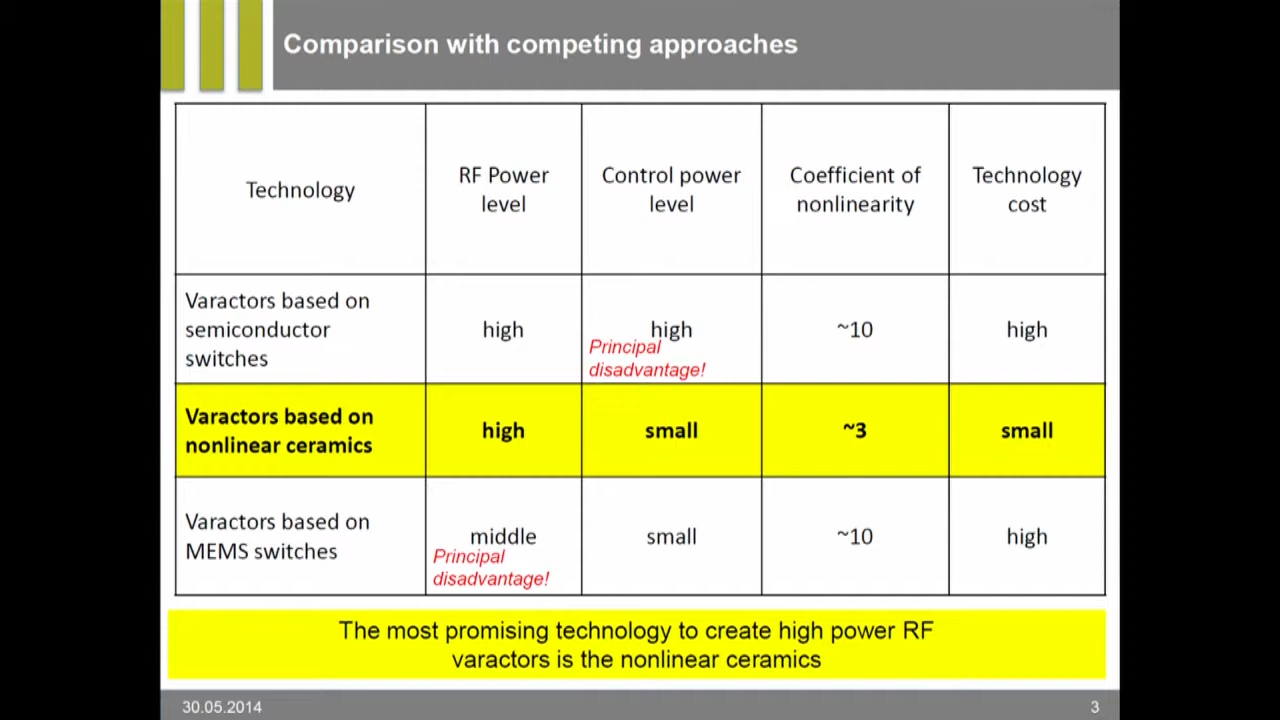 Comparison with competing approaches
Technology
RF Power
level
Control power
level
Coefficient of
nonlinearity
Technology
cost
Varactors based on
semiconductor
switches
high
high
Principal
disadvantage!
~10
high
Varactors based on
nonlinear ceramics
high
small
~3
small
Varactors based on
MEMS switches
middle
Principal
disadvantage!
small
~10
high
The most promising technology to create high power RF
varactors is the nonlinear ceramics
30.05.2014
3